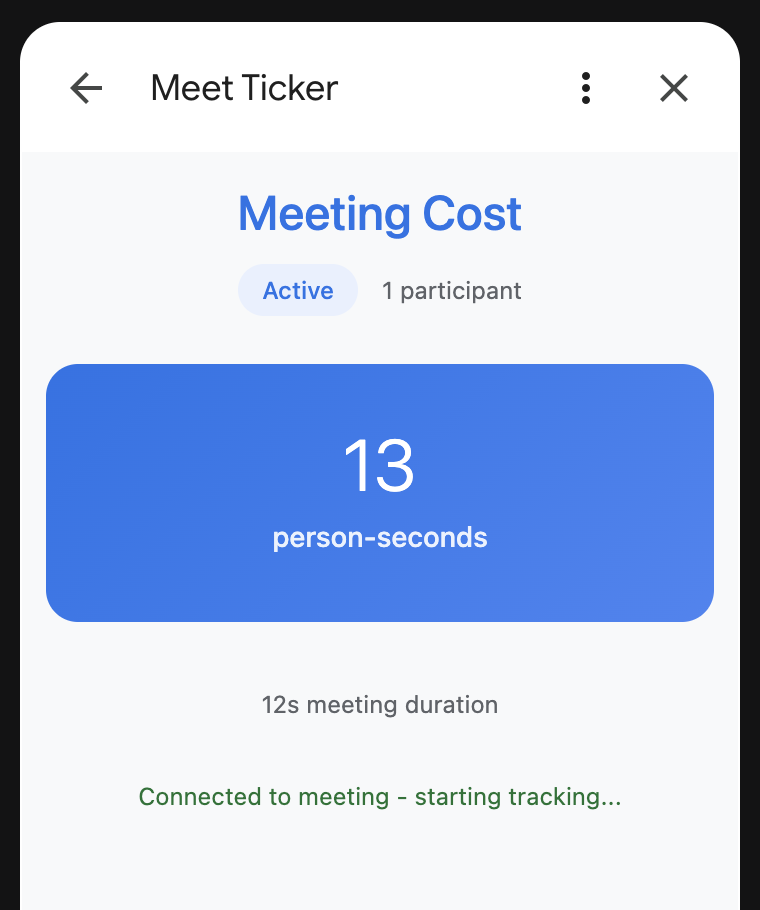 Meet Ticker
Meeting Cost
Active 1 participant
13
person-seconds
12s meeting duration
Connected to meeting - starting tracking...